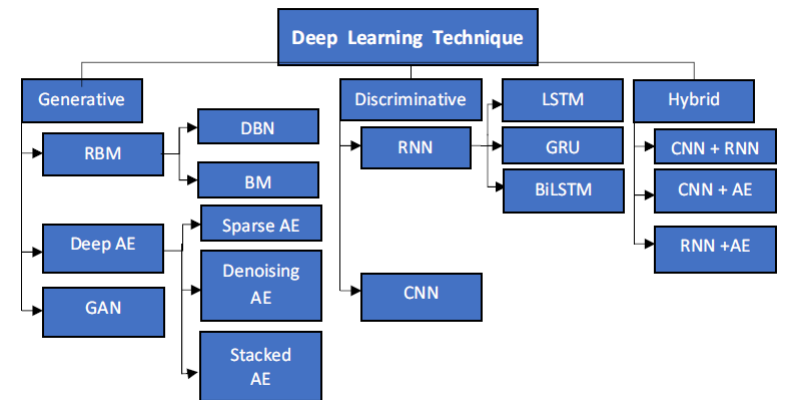 Deep Learning Technique
Generative
Discriminative
Hybrid
RBM
DBN
BM
Deep AE
Sparse AE
Denoising
AE
Stacked
AE
GAN
RNN
LSTM
GRU
BiLSTM
CNN
CNN + RNN
CNN + AE
RNN +AE